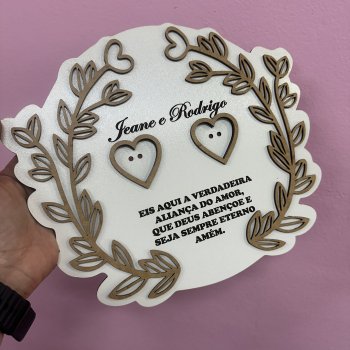 Jeane e Rodrigo
EIS AQUI A VERDADEIRA
ALIANÇA DO AMOR,
QUE DEUS ABENÇOE E
SEJA SEMPRE ETERNO
AMÉM.